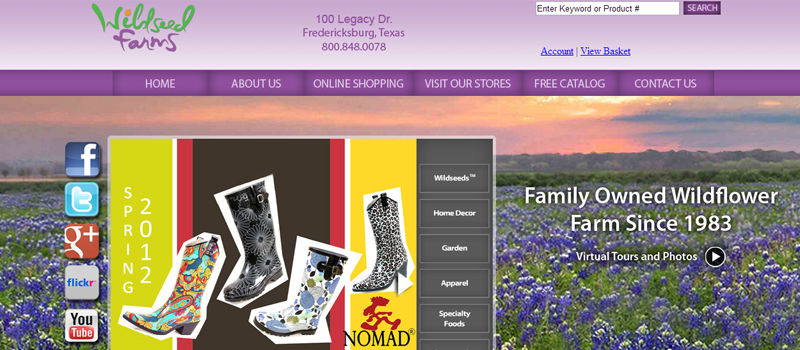 Wildseed
Farms
100 Legacy Dr.
Fredericksburg, Texas
800.848.0078
Enter Keyword or Product #
SEARCH
Account | View Basket
HOME
ABOUT US
ONLINE SHOPPING
VISIT OUR STORES
FREE CATALOG
CONTACT US
f
t
g+
flickr
You
Tube
SPRING
2012
NOMAD®
Wildseeds™
Home Decor
Garden
Apparel
Specialty
Foods
Family Owned Wildflower
Farm Since 1983
Virtual Tours and Photos